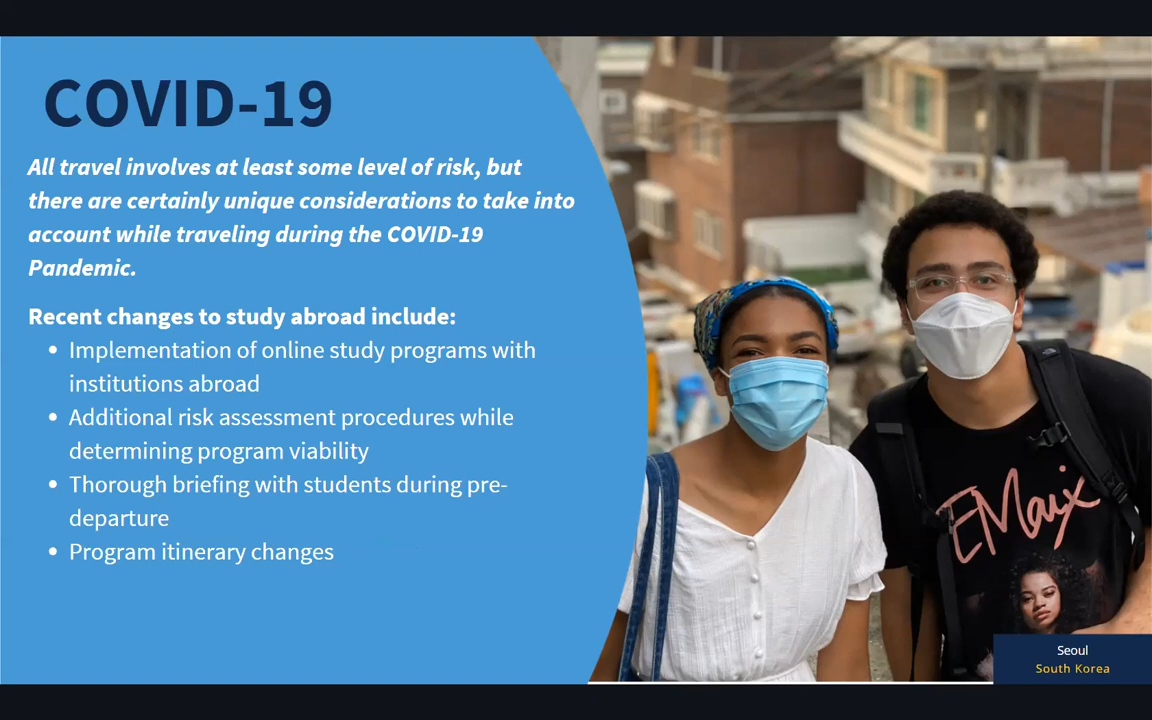 COVID-19
All travel involves at least some level of risk, but
there are certainly unique considerations to take into
account while traveling during the COVID-19
Pandemic.
Recent changes to study abroad include:
• Implementation of online study programs with
institutions abroad
• Additional risk assessment procedures while
determining program viability
• Thorough briefing with students during pre-
departure
• Program itinerary changes
EMaix
Seoul
South Korea